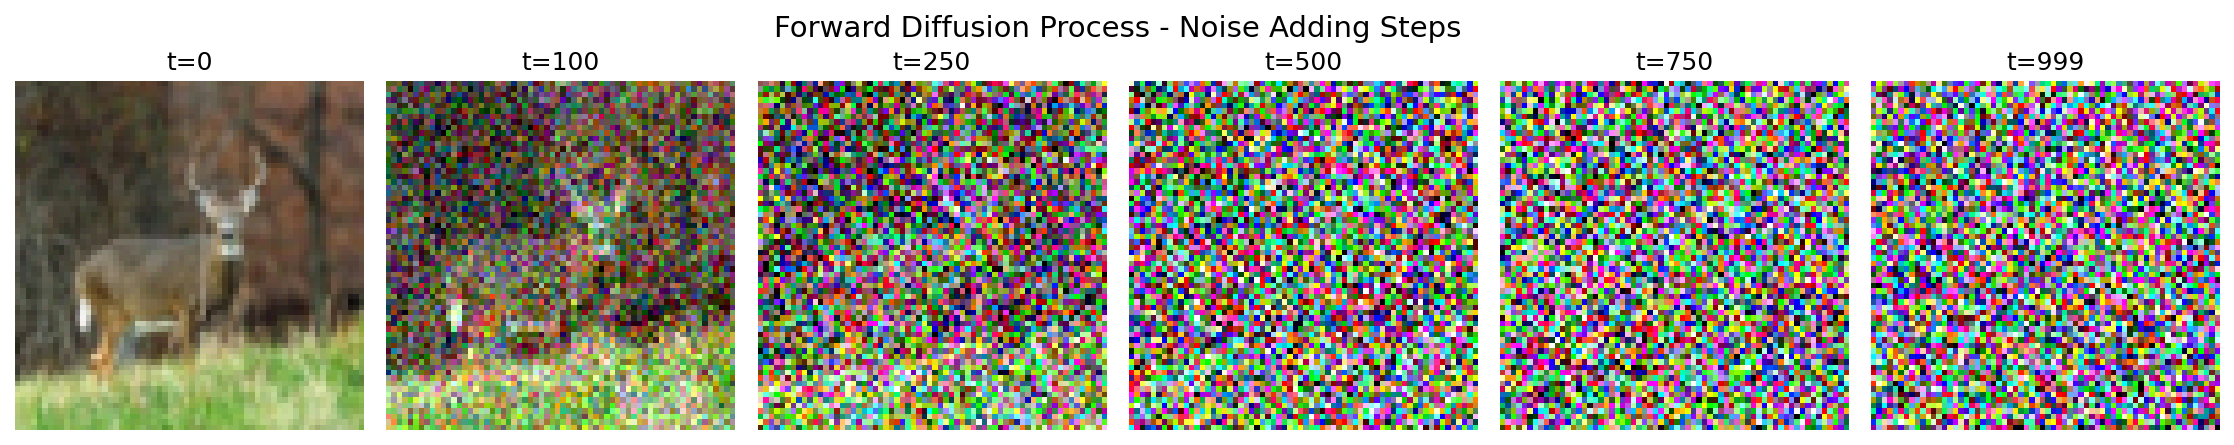 Forward Diffusion Process - Noise Adding Steps
t=0
t=100
t=250
t=500
t=750
t=999